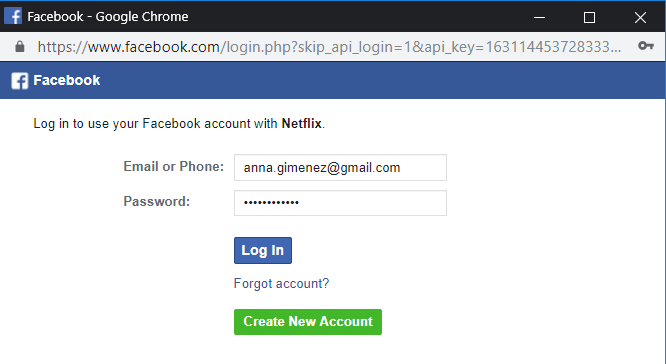 Facebook - Google Chrome
https://www.facebook.com/login.php?skip_api_login=1&api_key=163114453728333...
Facebook
Log in to use your Facebook account with Netflix.
Email or Phone: anna.gimenez@gmail.com
Password: ••••••••••••
Log In
Forgot account?
Create New Account